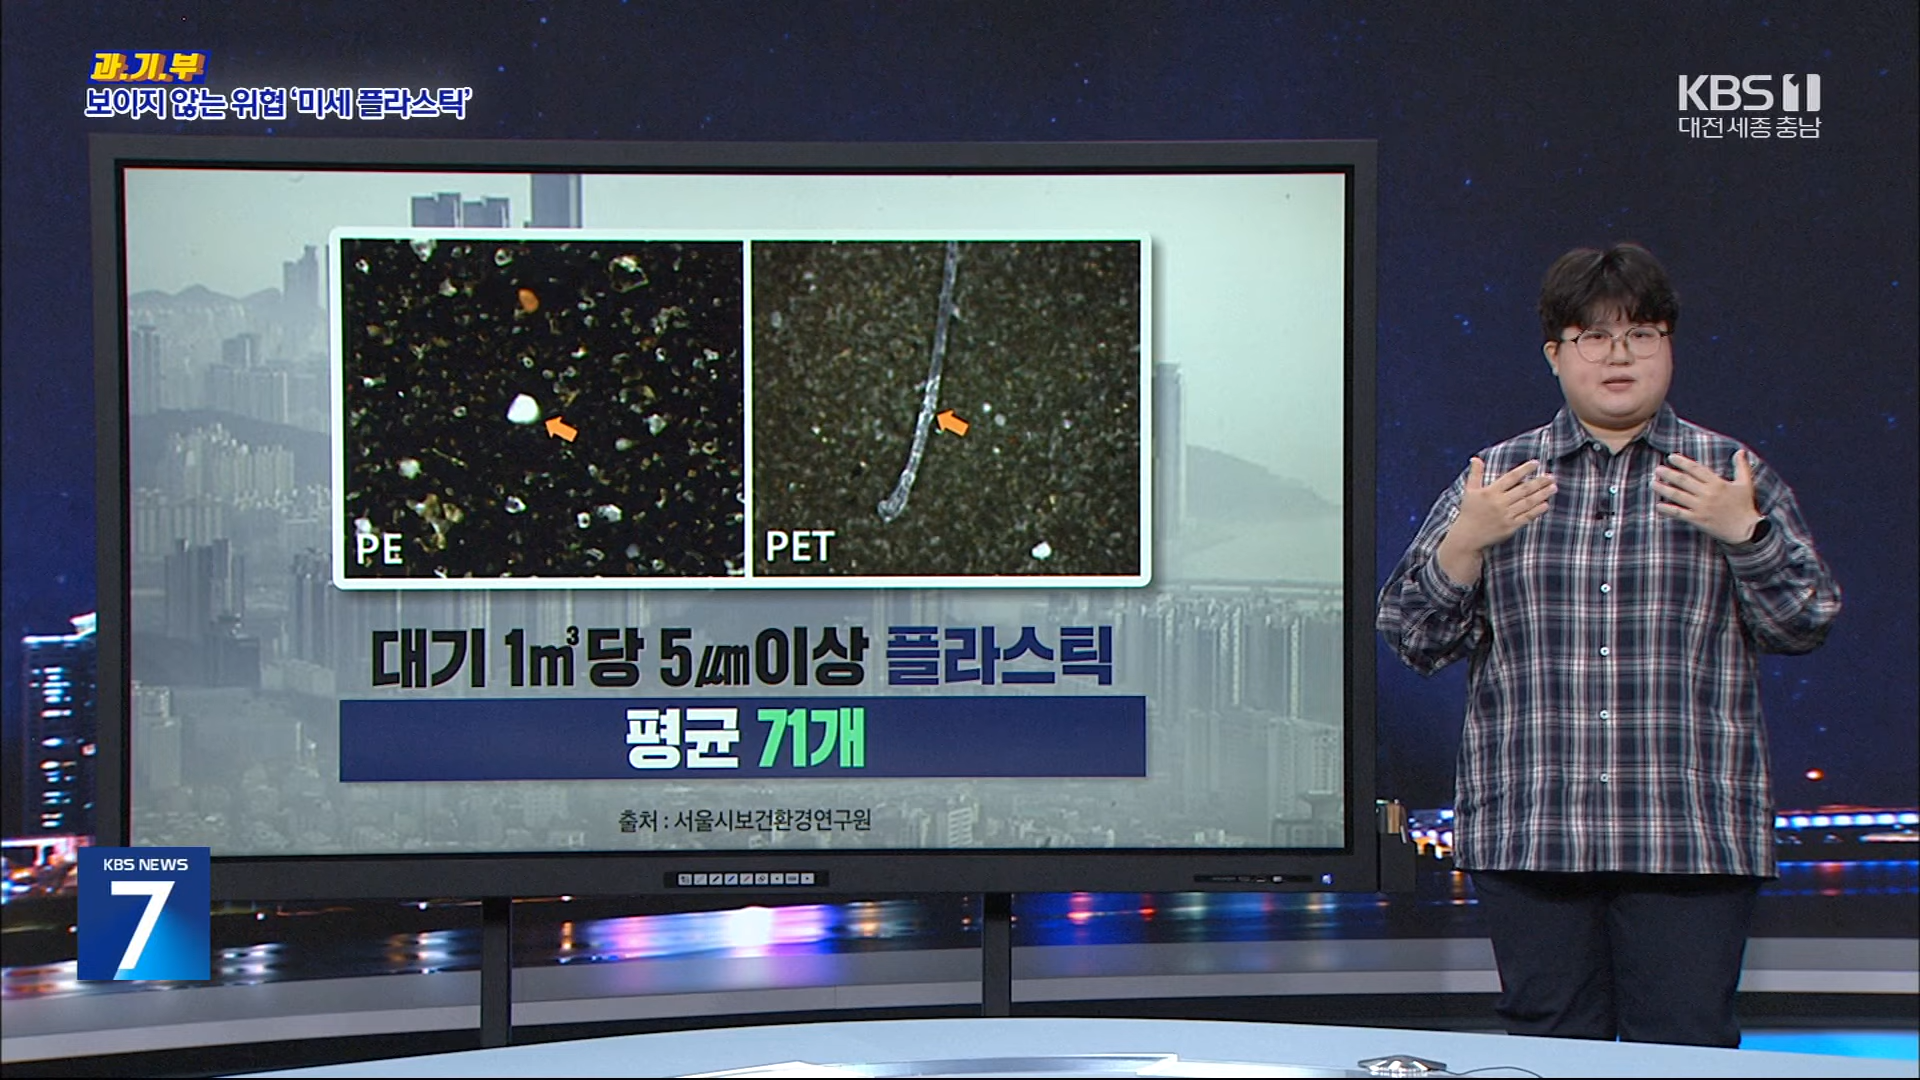 과.기.부
보이지 않는 위협 ‘미세 플라스틱’
KBS 1
대전 세종 충남
PE
PET
대기 1㎥당 5㎛이상 플라스틱
평균 71개
출처 : 서울시보건환경연구원
KBS NEWS
7